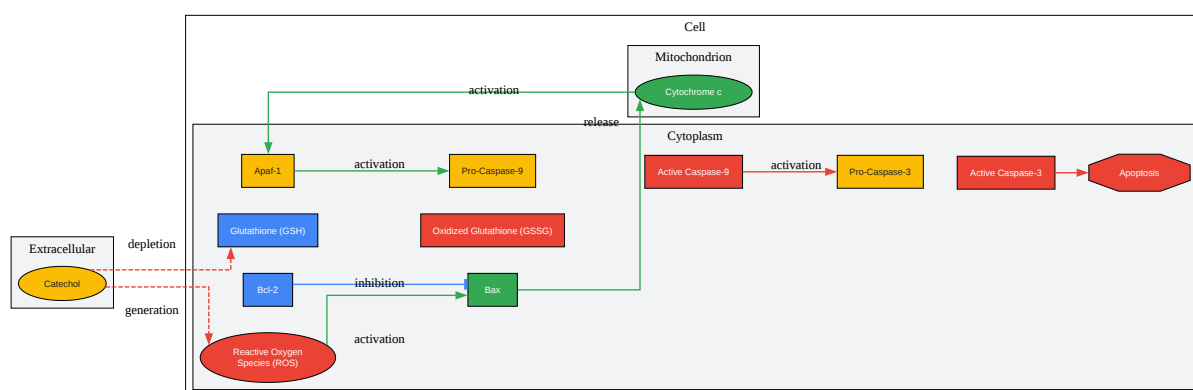 Cell
Mitochondrion
Cytochrome c
activation
release
Cytoplasm
Apaf-1
activation
Pro-Caspase-9
Active Caspase-9
activation
Pro-Caspase-3
Active Caspase-3
Apoptosis
Glutathione (GSH)
Oxidized Glutathione (GSSG)
Extracellular
depletion
Catechol
generation
Bcl-2
inhibition
Bax
activation
Reactive Oxygen
Species (ROS)